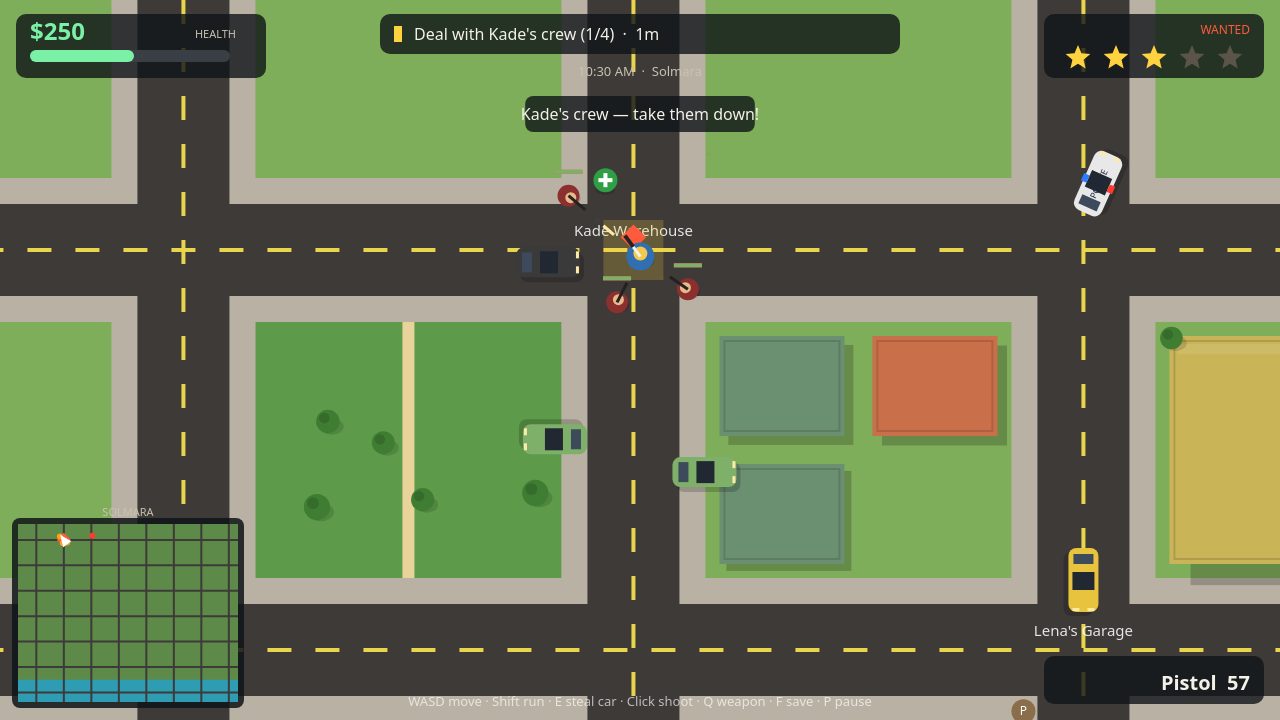 $250
HEALTH
Deal with Kade's crew (1/4) · 1m
WANTED
10:30 AM · Solmara
Kade's crew — take them down!
Kade Warehouse
SOLMARA
Lena's Garage
Pistol 57
WASD move · Shift run · E steal car · Click shoot · Q weapon · F save · P pause
P